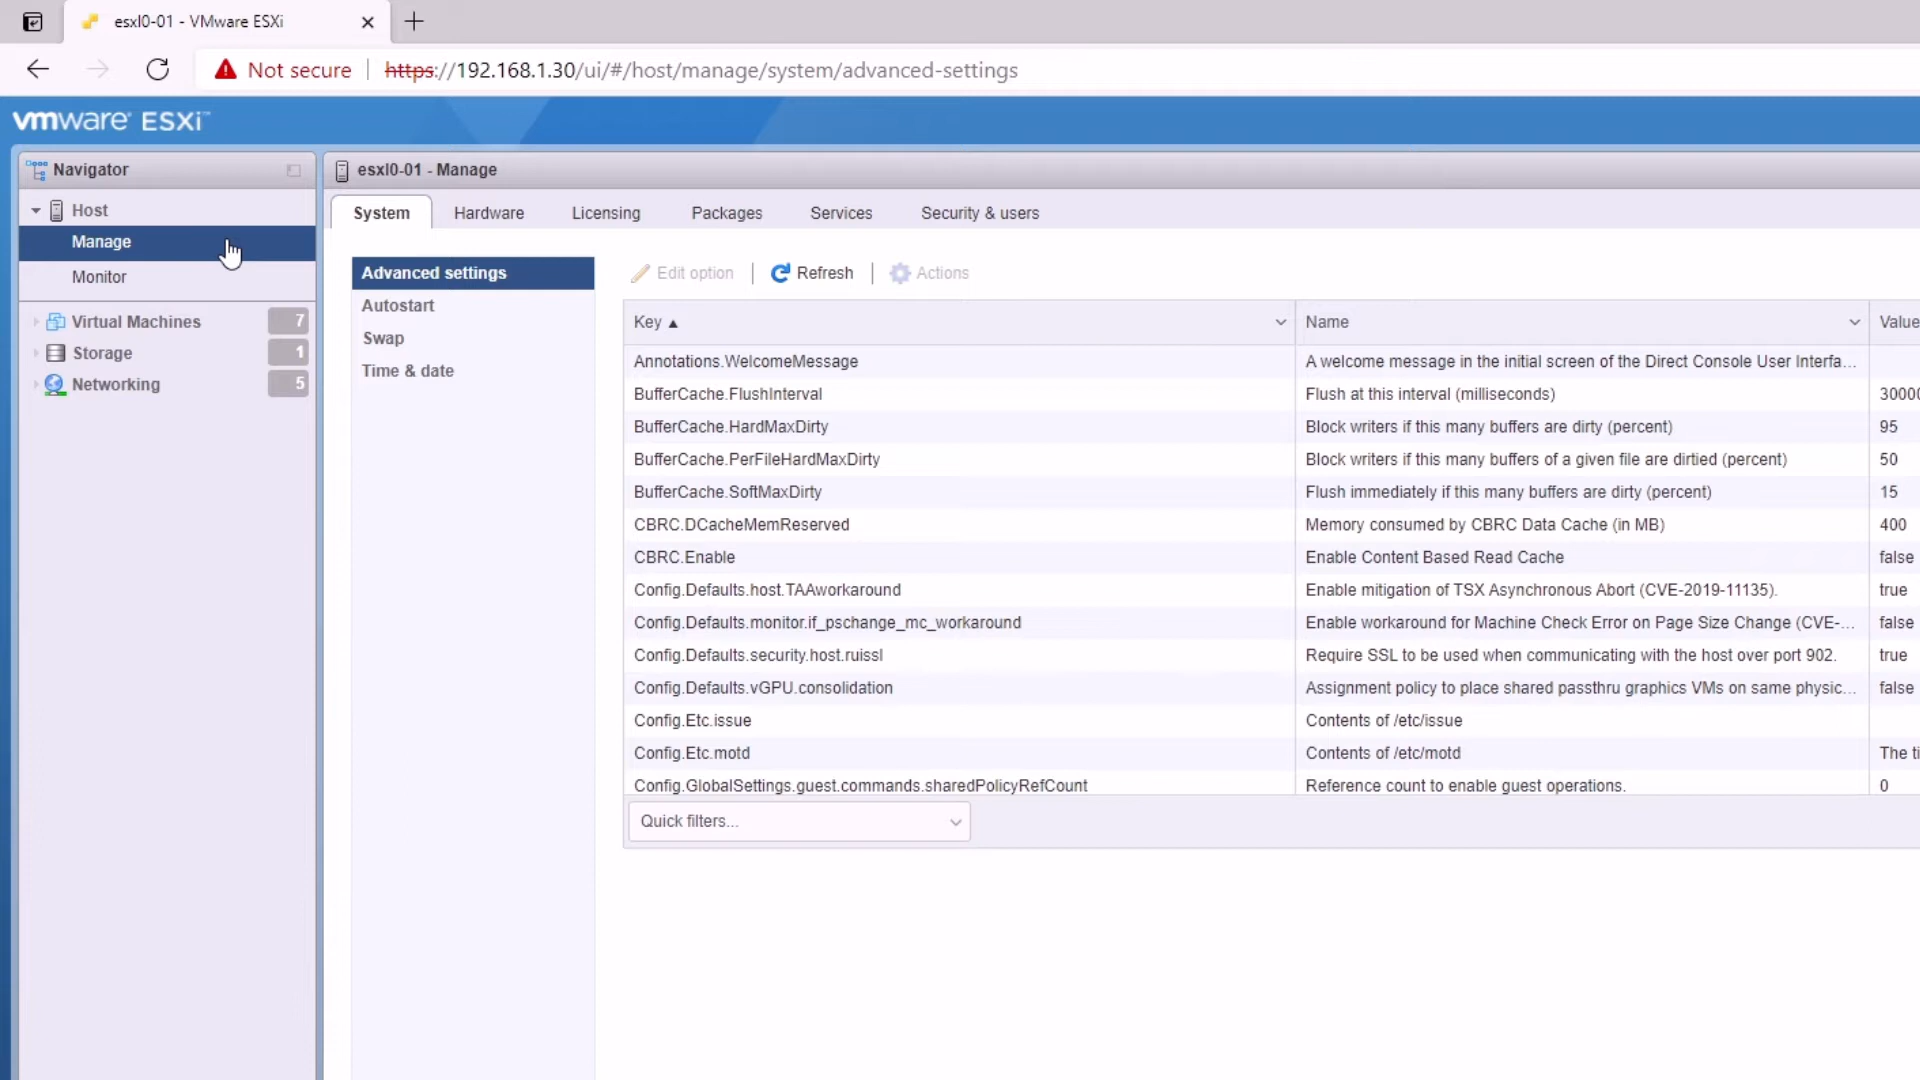 esxl0-01 - VMware ESXi
Not secure
https://192.168.1.30/ui/#/host/manage/system/advanced-settings
vmware ESXi
Navigator
Host
Manage
Monitor
Virtual Machines 7
Storage 1
Networking 5
esxl0-01 - Manage
System Hardware Licensing Packages Services Security & users
Advanced settings
Autostart
Swap
Time & date
Edit option Refresh Actions
Key Name Value
Annotations.WelcomeMessage A welcome message in the initial screen of the Direct Console User Interfa...
BufferCache.FlushInterval Flush at this interval (milliseconds) 30000
BufferCache.HardMaxDirty Block writers if this many buffers are dirty (percent) 95
BufferCache.PerFileHardMaxDirty Block writers if this many buffers of a given file are dirtied (percent) 50
BufferCache.SoftMaxDirty Flush immediately if this many buffers are dirty (percent) 15
CBRC.DCacheMemReserved Memory consumed by CBRC Data Cache (in MB) 400
CBRC.Enable Enable Content Based Read Cache false
Config.Defaults.host.TAAworkaround Enable mitigation of TSX Asynchronous Abort (CVE-2019-11135). true
Config.Defaults.monitor.if_pschange_mc_workaround Enable workaround for Machine Check Error on Page Size Change (CVE-... false
Config.Defaults.security.host.ruissl Require SSL to be used when communicating with the host over port 902. true
Config.Defaults.vGPU.consolidation Assignment policy to place shared passthru graphics VMs on same physic... false
Config.Etc.issue Contents of /etc/issue
Config.Etc.motd Contents of /etc/motd The ti
Config.GlobalSettings.guest.commands.sharedPolicyRefCount Reference count to enable guest operations. 0
Quick filters...